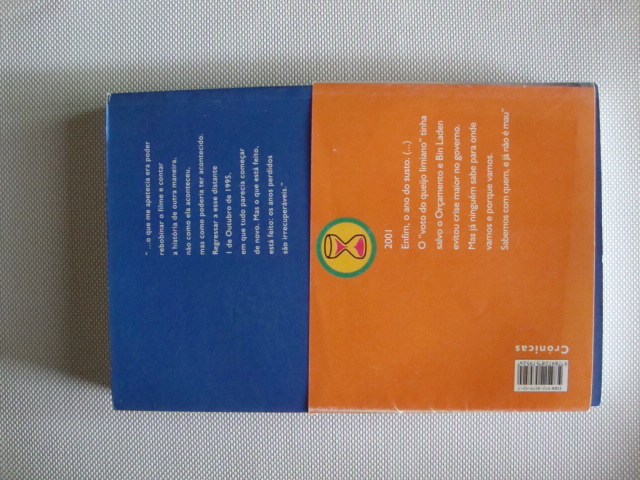 " ...o que me apetecia era poder
rebobinar o filme e contar
a história de outra maneira,
não como ela aconteceu,
mas como poderia ter acontecido.
Regressar a esse distante
1 de Outubro de 1995,
em que tudo parecia começar
de novo. Mas o que está feito,
está feito: os anos perdidos
são irrecuperáveis."
2001
Enfim, o ano do susto. (...)
O "voto do queijo limiano" tinha
salvo o Orçamento e Bin Laden
evitou crise maior no governo.
Mas já ninguém sabe para onde
vamos e porque vamos.
Sabemos com quem, e já não é mau"
Crónicas